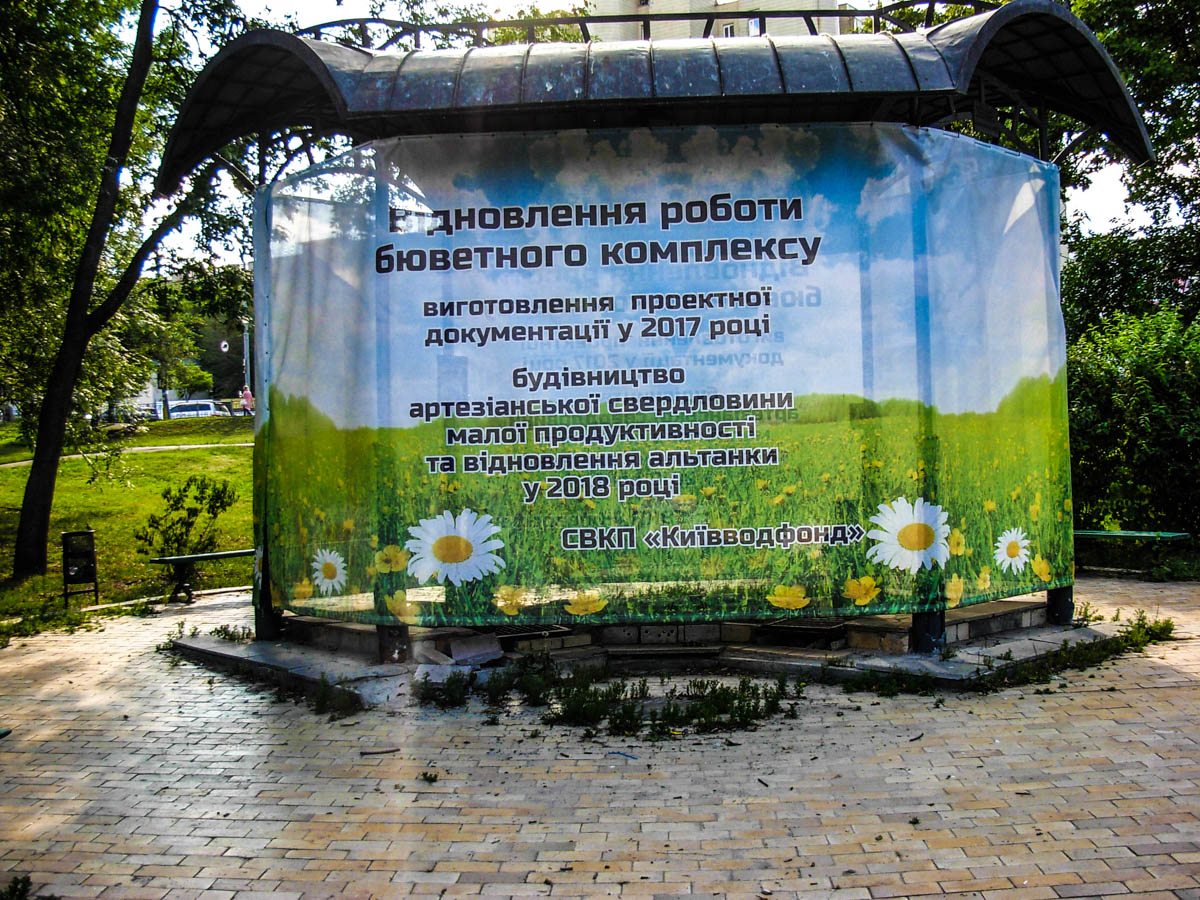 Відновлення роботи
бюветного комплексу
виготовлення проектної
документації у 2017 році
будівництво
артезіанської свердловини
малої продуктивності
та відновлення альтанки
у 2018 році
СВКП «Київводфонд»